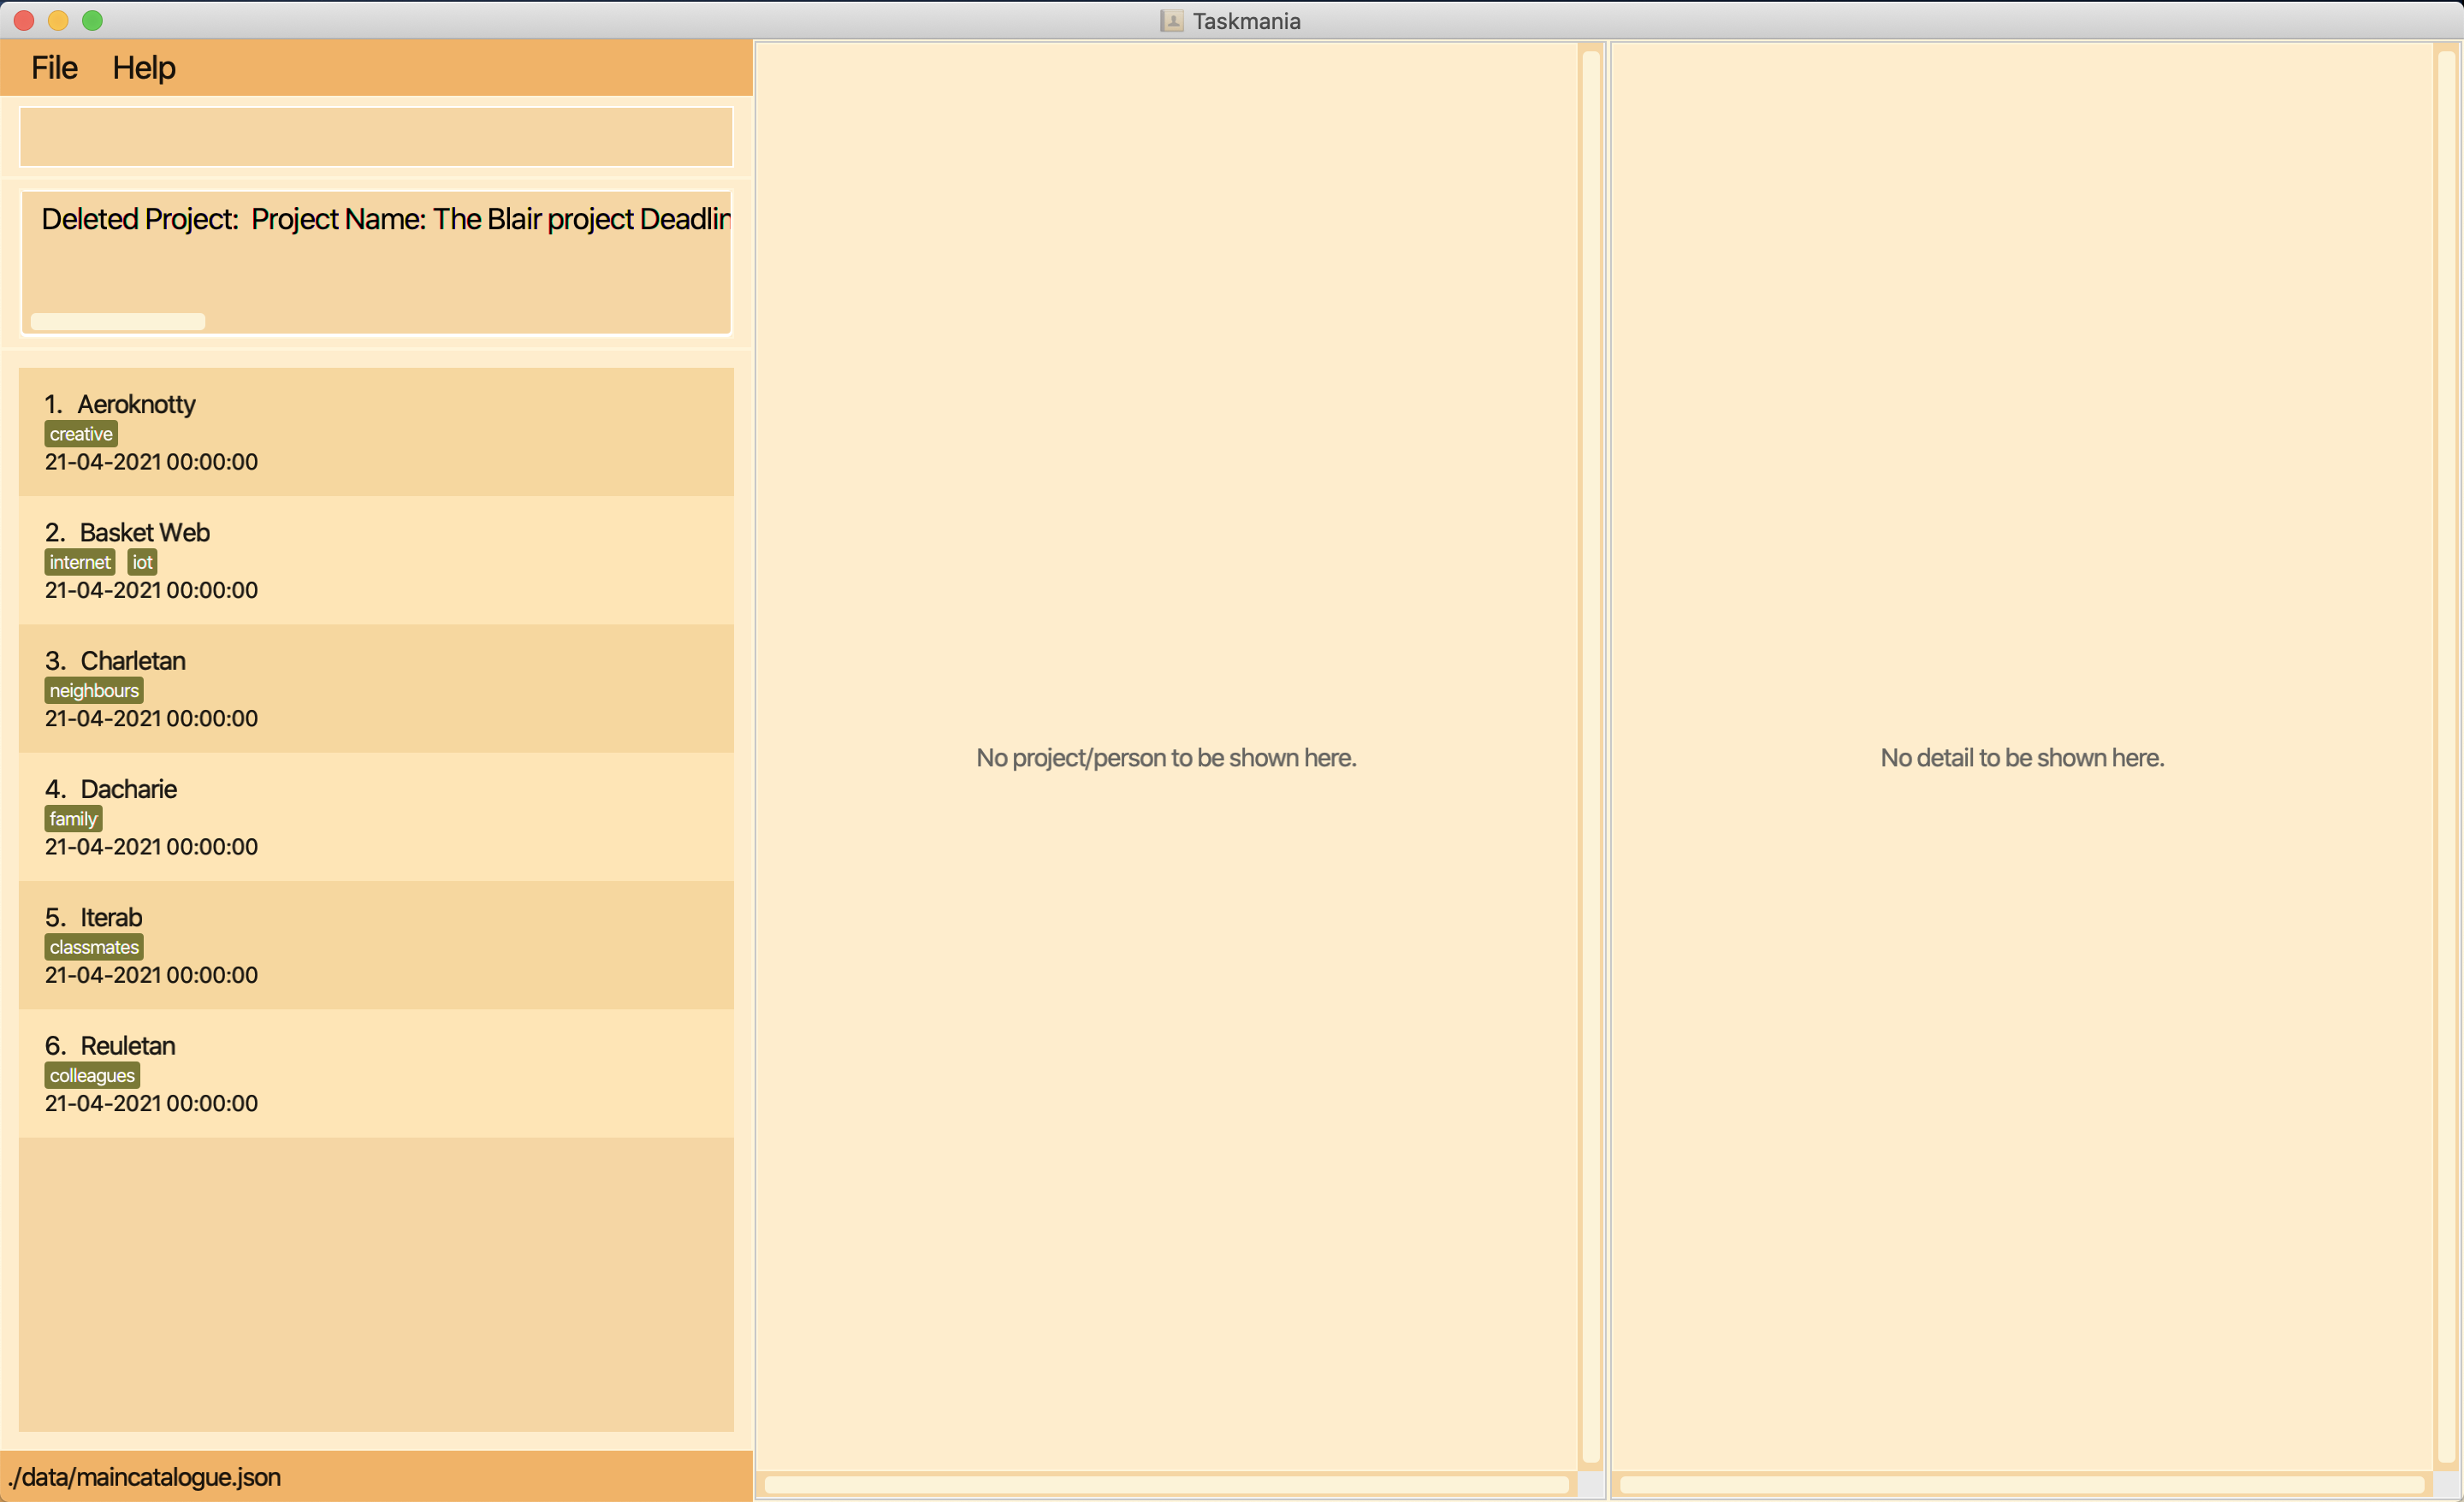 Taskmania
File Help
Deleted Project: Project Name: The Blair project Deadlin
1. Aeroknotty
creative
21-04-2021 00:00:00
2. Basket Web
internet iot
21-04-2021 00:00:00
3. Charletan
neighbours
21-04-2021 00:00:00
4. Dacharie
family
21-04-2021 00:00:00
5. Iterab
classmates
21-04-2021 00:00:00
6. Reuletan
colleagues
21-04-2021 00:00:00
./data/maincatalogue.json
No project/person to be shown here.
No detail to be shown here.